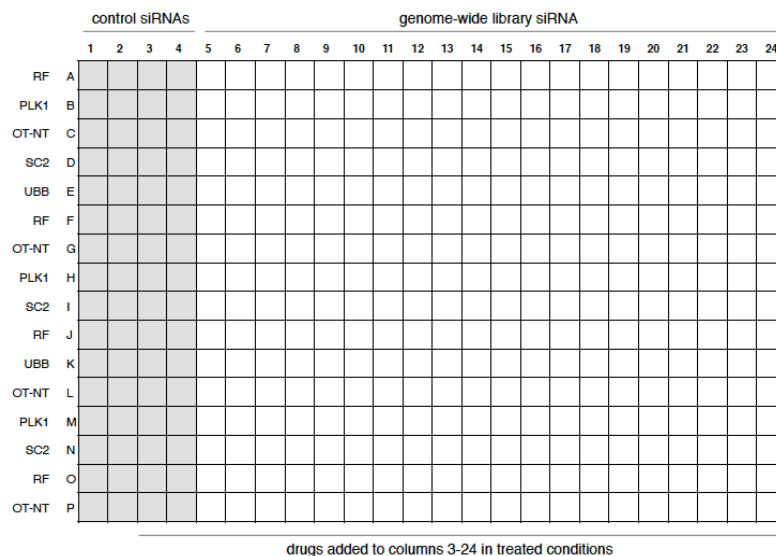 control siRNAs genome-wide library siRNA
1 2 3 4 5 6 7 8 9 10 11 12 13 14 15 16 17 18 19 20 21 22 23 24
RF A
PLK1 B
OT-NT C
SC2 D
UBB E
RF F
OT-NT G
PLK1 H
SC2 I
RF J
UBB K
OT-NT L
PLK1 M
SC2 N
RF O
OT-NT P
drugs added to columns 3-24 in treated conditions